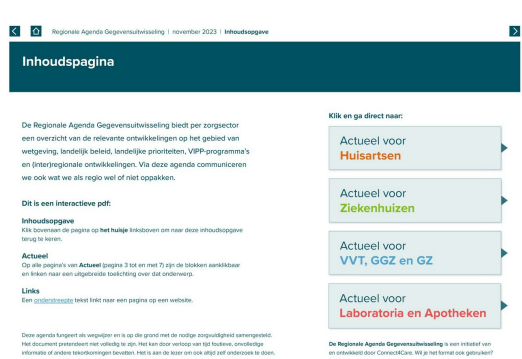 Regionale Agenda Gegevensuitwisseling | november 2023 | Inhoudsopgave
Inhoudspagina
De Regionale Agenda Gegevensuitwisseling biedt per zorgsector
een overzicht van de relevante ontwikkelingen op het gebied van
wetgeving, landelijk beleid, landelijke prioriteiten, VIPP-programma's
en (inter)regionale ontwikkelingen. Via deze agenda communiceren
we ook wat we als regio wel of niet oppakken.
Dit is een interactieve pdf:
Inhoudsopgave
Klik bovenaan de pagina op het huisje linksboven om naar deze inhoudsopgave
terug te keren.
Actueel
Op alle pagina's van Actueel (pagina 3 tot en met 7) zijn de blokken aanklikbaar
en linken naar een uitgebreide toelichting over dat onderwerp.
Links
Een onderstreepte tekst linkt naar een pagina op een website.
Deze agenda fungeert als wegwijzer en is op die grond met de nodige zorgvuldigheid samengesteld.
Het document pretendeert niet volledig te zijn. Het kan door verloop van tijd foutieve, onvolledige
informatie of andere tekortkomingen bevatten. Het is aan de lezer om ook altijd zelf onderzoek te doen.
Klik en ga direct naar:
Actueel voor
Huisartsen
Actueel voor
Ziekenhuizen
Actueel voor
VVT, GGZ en GZ
Actueel voor
Laboratoria en Apotheken
De Regionale Agenda Gegevensuitwisseling is een initiatief van
en ontwikkeld door Connect4Care. Wil je het format ook gebruiken?